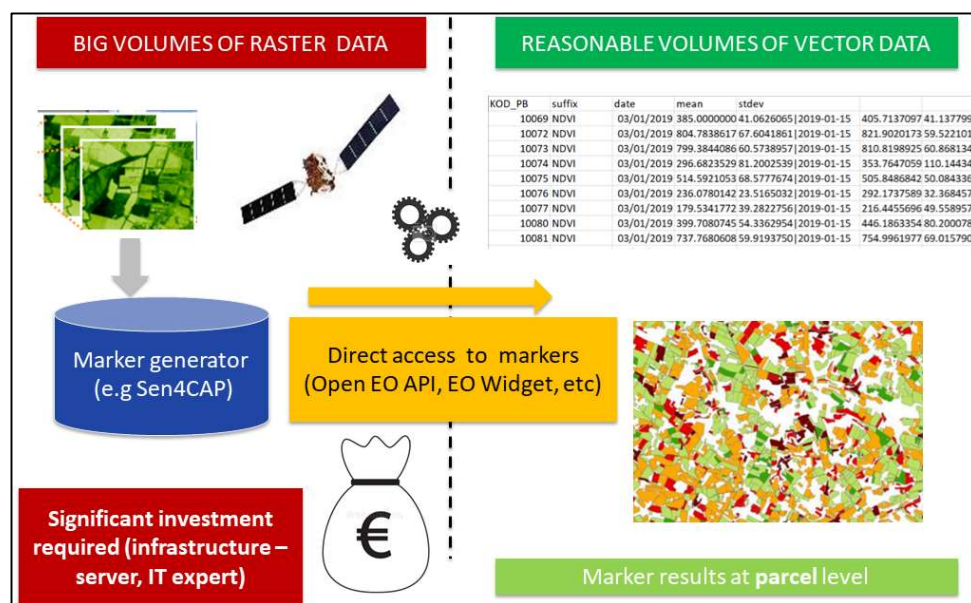 BIG VOLUMES OF RASTER DATA
REASONABLE VOLUMES OF VECTOR DATA
KOD_PB suffix date mean stdev
10069 NDVI 03/01/2019 385.0000000 41.0626065|2019-01-15 405.7137097 41.137799
10072 NDVI 03/01/2019 804.7838617 67.6041861|2019-01-15 821.9020173 59.522101
10073 NDVI 03/01/2019 799.3844086 60.5738957|2019-01-15 810.8198925 60.868134
10074 NDVI 03/01/2019 296.6823529 81.2002539|2019-01-15 353.7647059 110.14434
10075 NDVI 03/01/2019 514.5921053 68.5777674|2019-01-15 505.8486842 50.084336
10076 NDVI 03/01/2019 236.0780142 23.5165032|2019-01-15 292.1737589 32.368457
10077 NDVI 03/01/2019 179.5341772 39.2822756|2019-01-15 216.4455696 49.558957
10080 NDVI 03/01/2019 399.7080745 54.3362954|2019-01-15 446.1863354 80.200078
10081 NDVI 03/01/2019 737.7680608 59.9193750|2019-01-15 754.9961977 69.015790
Marker generator
(e.g Sen4CAP)
Direct access to markers
(Open EO API, EO Widget, etc)
Significant investment
required (infrastructure –
server, IT expert)
€
Marker results at parcel level